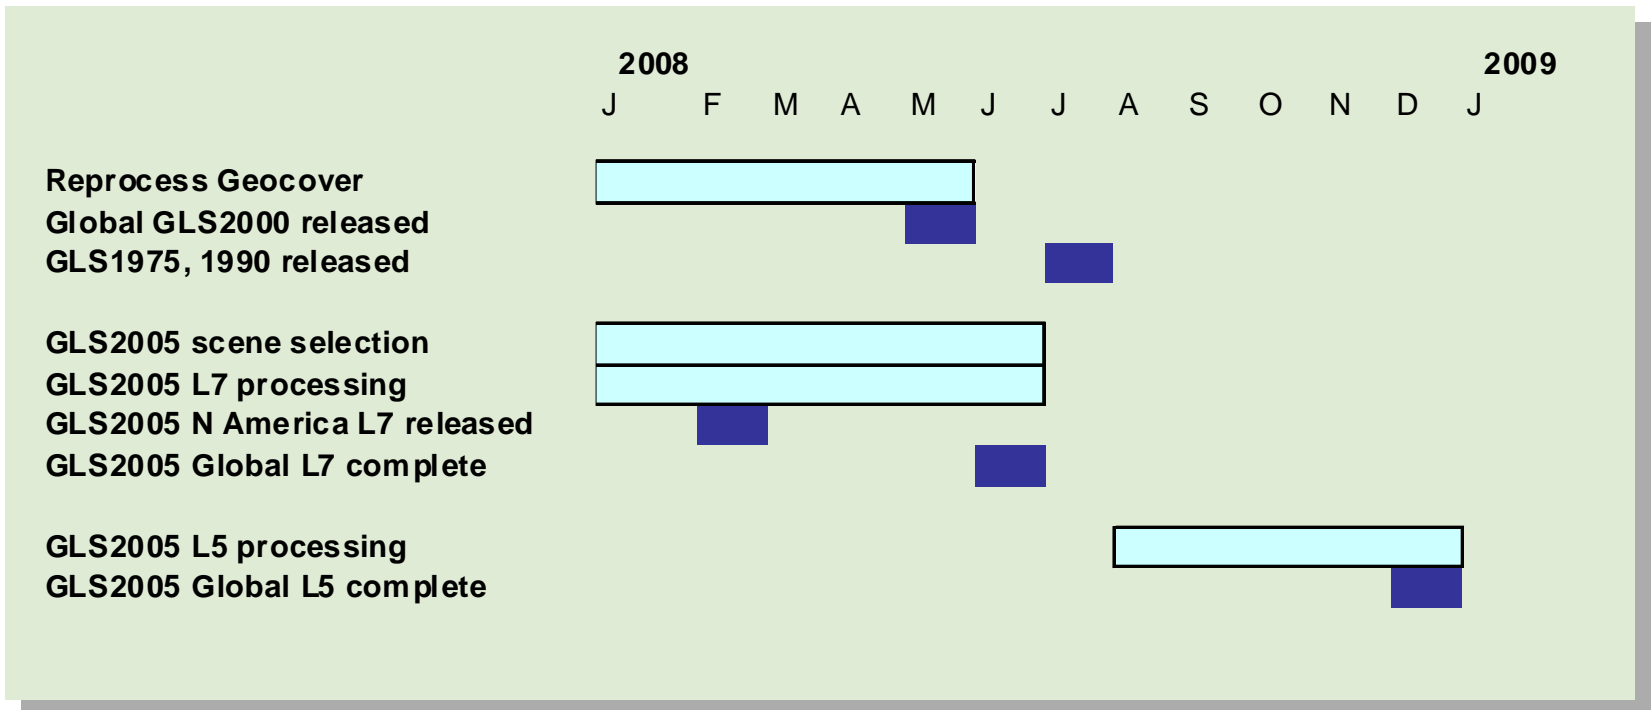 2008 2009
J F M A M J J A S O N D J
Reprocess Geocover
Global GLS2000 released
GLS1975, 1990 released
GLS2005 scene selection
GLS2005 L7 processing
GLS2005 N America L7 released
GLS2005 Global L7 complete
GLS2005 L5 processing
GLS2005 Global L5 complete